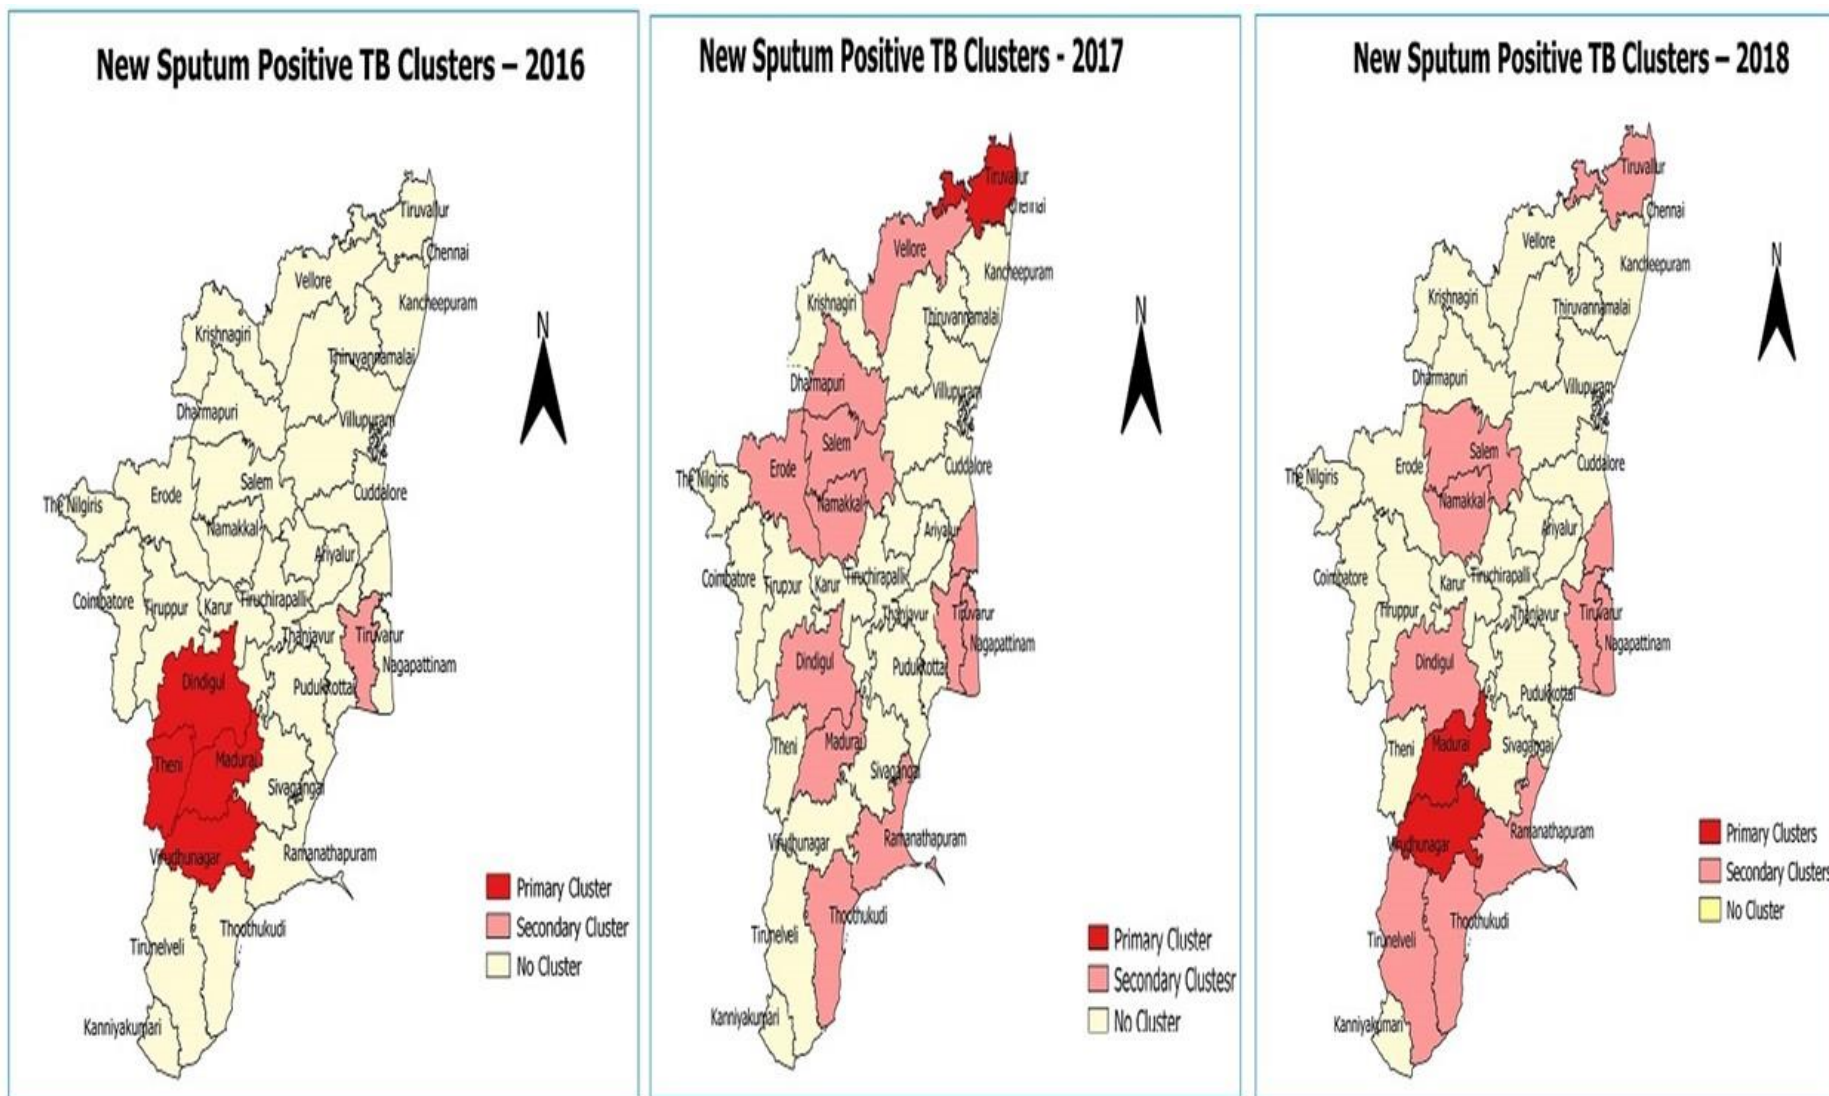 New Sputum Positive TB Clusters – 2016
Tiruvallur
Chennai
Vellore
Kancheepuram
N
Krishnagiri
Thiruvannamalai
Dharmapuri
Villupuram
Salem
Cuddalore
Erode
The Nilgiris
Namakkal
Ariyalur
Coimbatore
Tiruppur
Karur
Tiruchirapalli
Thanjavur
Tiruvarur
Nagapattinam
Dindigul
Pudukkottai
Theni
Madurai
Sivagangai
Virudhunagar
Ramanathapuram
Primary Cluster
Secondary Cluster
No Cluster
Thoothukudi
Tirunelveli
Kanniyakumari
New Sputum Positive TB Clusters - 2017
Tiruvallur
Chennai
Vellore
Kancheepuram
N
Krishnagiri
Thiruvannamalai
Dharmapuri
Villupuram
Salem
Erode
Cuddalore
The Nilgiris
Namakkal
Ariyalur
Coimbatore
Tiruppur
Karur
Tiruchirapalli
Thanjavur
Tiruvarur
Nagapattinam
Dindigul
Pudukkottai
Theni
Madurai
Sivagangai
Virudhunagar
Ramanathapuram
Thoothukudi
Tirunelveli
Kanniyakumari
Primary Cluster
Secondary Clustesr
No Cluster
New Sputum Positive TB Clusters – 2018
Tiruvallur
Chennai
Vellore
Kancheepuram
N
Krishnagiri
Thiruvannamalai
Dharmapuri
Villupuram
Salem
Erode
Cuddalore
The Nilgiris
Namakkal
Ariyalur
Coimbatore
Karur
Tiruchirapalli
Tiruppur
Thanjavur
Tiruvarur
Nagapattinam
Dindigul
Pudukkottai
Theni
Madurai
Sivagangai
Virudhunagar
Ramanathapuram
Primary Clusters
Secondary Clusters
No Cluster
Thoothukudi
Tirunelveli
Kanniyakumari